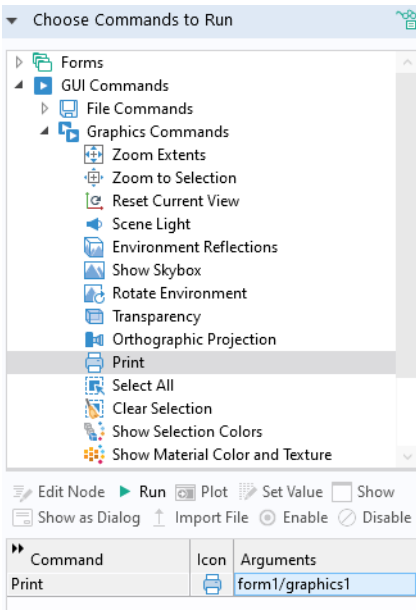 Choose Commands to Run
Forms
GUI Commands
File Commands
Graphics Commands
Zoom Extents
Zoom to Selection
Reset Current View
Scene Light
Environment Reflections
Show Skybox
Rotate Environment
Transparency
Orthographic Projection
Print
Select All
Clear Selection
Show Selection Colors
Show Material Color and Texture
Edit Node Run Plot Set Value Show
Show as Dialog Import File Enable Disable
Command Icon Arguments
Print form1/graphics1